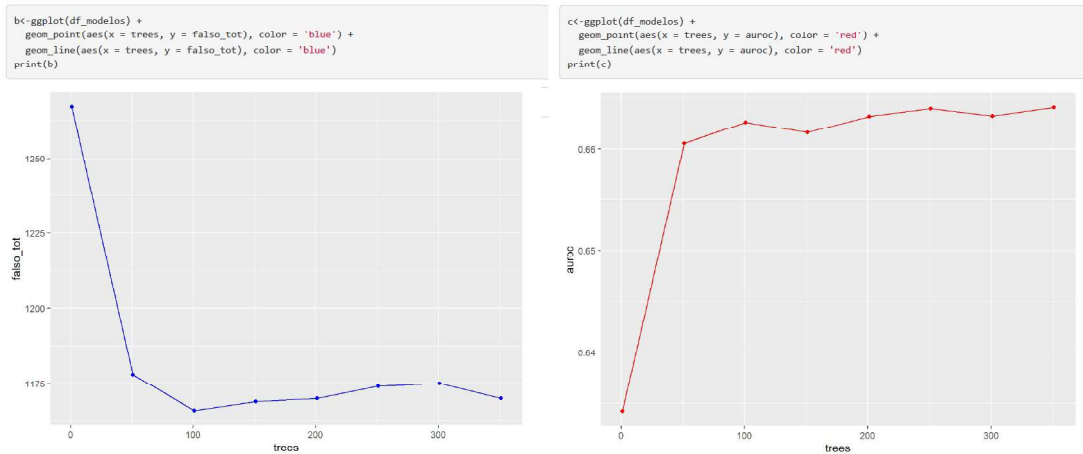 b<-ggplot(df_modelos) +
geom_point(aes(x = trees, y = falso_tot), color = 'blue') +
geom_line(aes(x = trees, y = falso_tot), color = 'blue')
print(b)
1250
1225
1200
1175
falso_tot
0 100 200 300
trees
c<-ggplot(df_modelos) +
geom_point(aes(x = trees, y = auroc), color = 'red') +
geom_line(aes(x = trees, y = auroc), color = 'red')
print(c)
0.66
0.65
0.64
auroc
0 100 200 300
trees